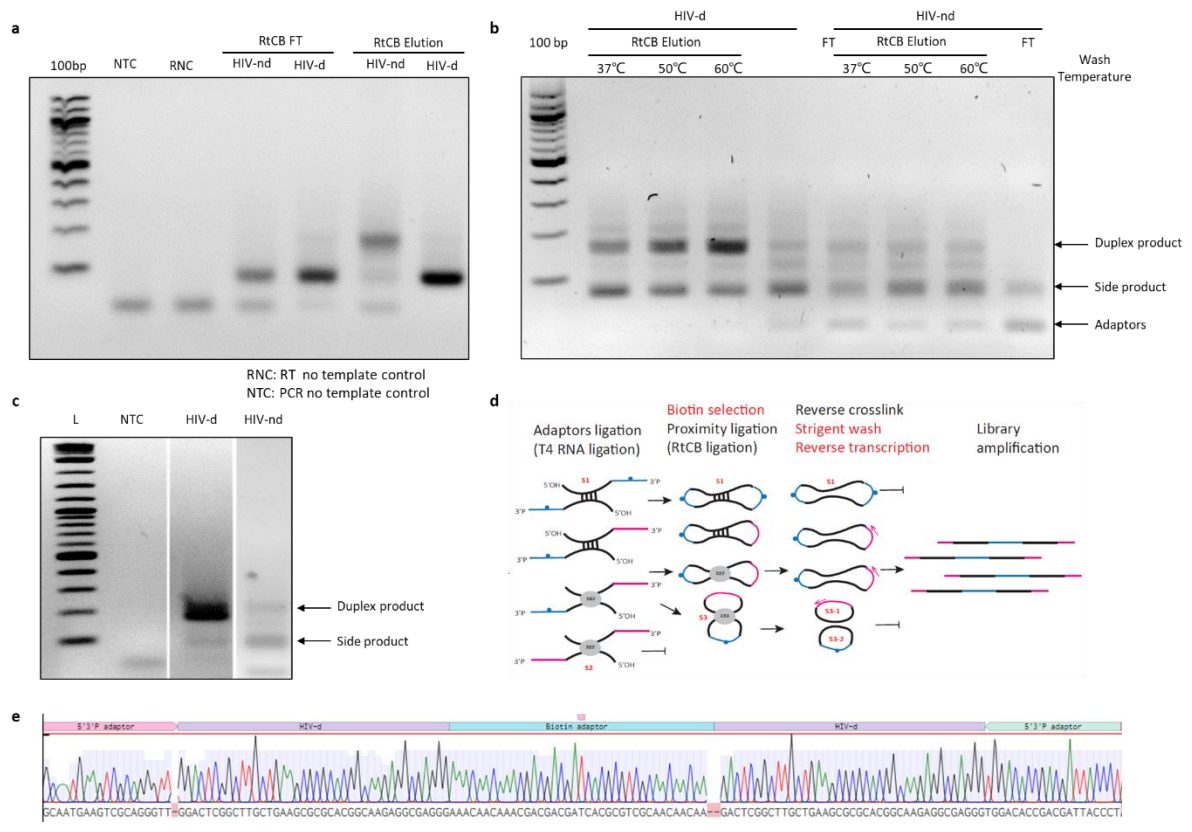 a
RtCB FT
RtCB Elution
100bp
NTC
RNC
HIV-nd
HIV-d
HIV-nd
HIV-d
RNC: RT no template control
NTC: PCR no template control
b
HIV-d
HIV-nd
100 bp
RtCB Elution
FT
RtCB Elution
FT
37℃
50℃
60℃
37℃
50℃
60℃
Wash
Temperature
Duplex product
Side product
Adaptors
c
L
NTC
HIV-d
HIV-nd
Duplex product
Side product
d
Adaptors ligation
(T4 RNA ligation)
Biotin selection
Proximity ligation
(RtCB ligation)
Reverse crosslink
Strigent wash
Reverse transcription
Library
amplification
5'OH
S1
3'P
3'P
5'OH
S1
S1
5'OH
3'P
3'P
5'OH
3'P
3'P
5'OH
S3
S3-1
S3-2
3'P
3'P
S2
5'OH
e
5'3'P adaptor
HIV-d
Biotin adaptor
HIV-d
5'3'P adaptor
GCAATGAAGTCGCAGGGTT-GGACTCGGCTTGCTGAAGCGCGCACGGCAAGAGGCGAGGGAAACAACAAACGACGACGATCACGCGTCGCAACAACAA--GACTCGGCTTGCTGAAGCGCGCACGGCAAGAGGCGAGGGTGGACACCGACGATTACCCTA